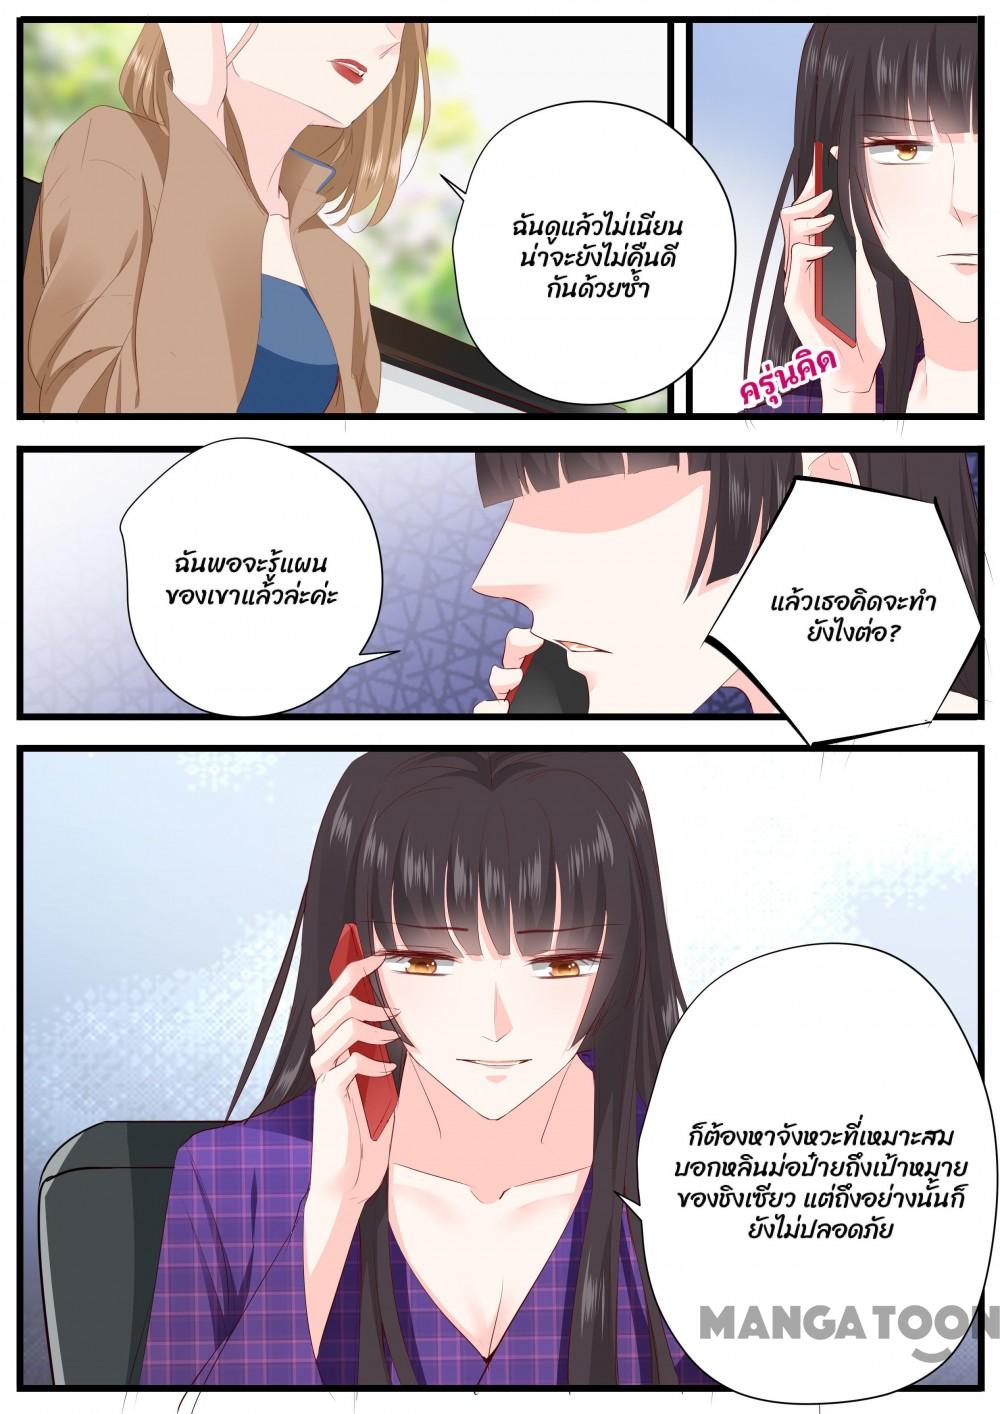 ฉันดูแล้วไม่เนียน
น่าจะยังไม่คืนดี
กันด้วยซ้ำ
ครุ่นคิด
ฉันพอจะรู้แผน
ของเขาแล้วล่ะค่ะ
แล้วเธอคิดจะทำ
ยังไงต่อ?
ก็ต้องหาจังหวะที่เหมาะสม
บอกหลินม่อป๋ายถึงเป้าหมาย
ของชิงเซียว แต่ถึงอย่างนั้นก็
ยังไม่ปลอดภัย
MANGATOON